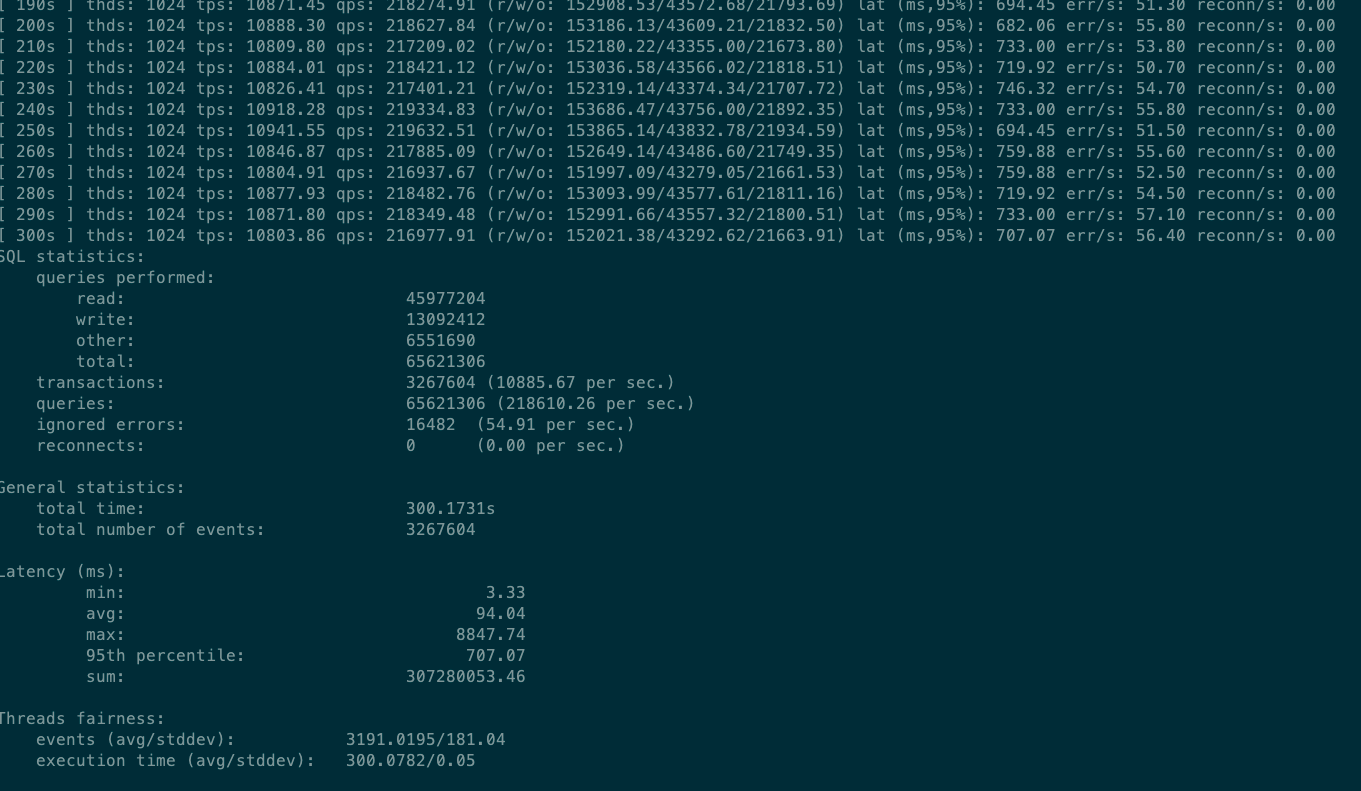 [ 190s ] thds: 1024 tps: 10871.45 qps: 218274.91 (r/w/o: 152908.53/43572.68/21793.69) lat (ms,95%): 694.45 err/s: 51.30 reconn/s: 0.00
[ 200s ] thds: 1024 tps: 10888.30 qps: 218627.84 (r/w/o: 153186.13/43609.21/21832.50) lat (ms,95%): 682.06 err/s: 55.80 reconn/s: 0.00
[ 210s ] thds: 1024 tps: 10809.80 qps: 217209.02 (r/w/o: 152180.22/43355.00/21673.80) lat (ms,95%): 733.00 err/s: 53.80 reconn/s: 0.00
[ 220s ] thds: 1024 tps: 10884.01 qps: 218421.12 (r/w/o: 153036.58/43566.02/21818.51) lat (ms,95%): 719.92 err/s: 50.70 reconn/s: 0.00
[ 230s ] thds: 1024 tps: 10826.41 qps: 217401.21 (r/w/o: 152319.14/43374.34/21707.72) lat (ms,95%): 746.32 err/s: 54.70 reconn/s: 0.00
[ 240s ] thds: 1024 tps: 10918.28 qps: 219334.83 (r/w/o: 153686.47/43756.00/21892.35) lat (ms,95%): 733.00 err/s: 55.80 reconn/s: 0.00
[ 250s ] thds: 1024 tps: 10941.55 qps: 219632.51 (r/w/o: 153865.14/43832.78/21934.59) lat (ms,95%): 694.45 err/s: 51.50 reconn/s: 0.00
[ 260s ] thds: 1024 tps: 10846.87 qps: 217885.09 (r/w/o: 152649.14/43486.60/21749.35) lat (ms,95%): 759.88 err/s: 55.60 reconn/s: 0.00
[ 270s ] thds: 1024 tps: 10804.91 qps: 216937.67 (r/w/o: 151997.09/43279.05/21661.53) lat (ms,95%): 759.88 err/s: 52.50 reconn/s: 0.00
[ 280s ] thds: 1024 tps: 10877.93 qps: 218482.76 (r/w/o: 153093.99/43577.61/21811.16) lat (ms,95%): 719.92 err/s: 54.50 reconn/s: 0.00
[ 290s ] thds: 1024 tps: 10871.80 qps: 218349.48 (r/w/o: 152991.66/43557.32/21800.51) lat (ms,95%): 733.00 err/s: 57.10 reconn/s: 0.00
[ 300s ] thds: 1024 tps: 10803.86 qps: 216977.91 (r/w/o: 152021.38/43292.62/21663.91) lat (ms,95%): 707.07 err/s: 56.40 reconn/s: 0.00
SQL statistics:
queries performed:
read: 45977204
write: 13092412
other: 6551690
total: 65621306
transactions: 3267604 (10885.67 per sec.)
queries: 65621306 (218610.26 per sec.)
ignored errors: 16482 (54.91 per sec.)
reconnects: 0 (0.00 per sec.)
General statistics:
total time: 300.1731s
total number of events: 3267604
Latency (ms):
min: 3.33
avg: 94.04
max: 8847.74
95th percentile: 707.07
sum: 307280053.46
Threads fairness:
events (avg/stddev): 3191.0195/181.04
execution time (avg/stddev): 300.0782/0.05